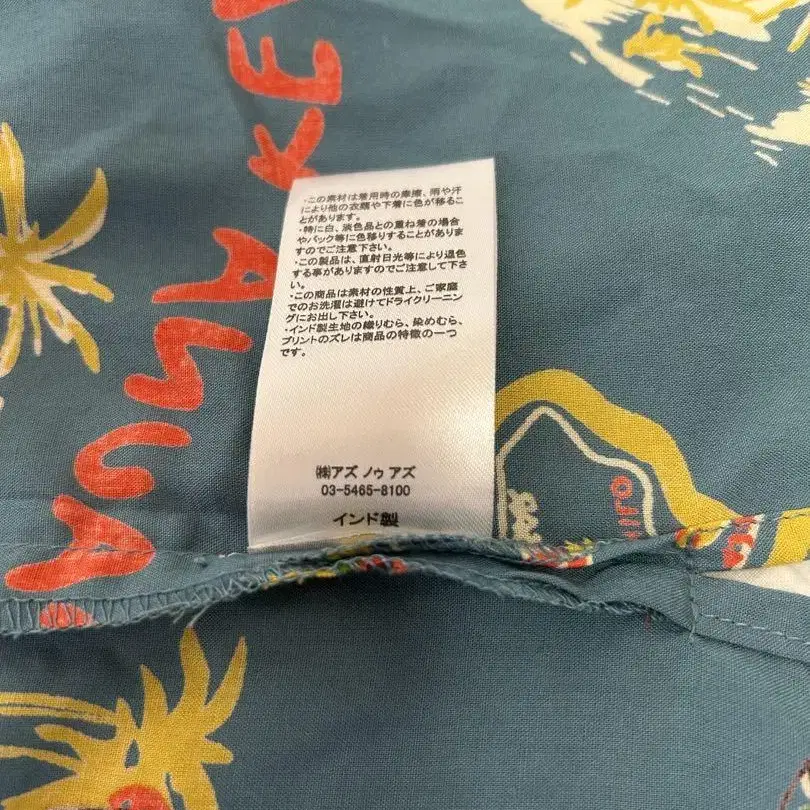 ・この素材は着用時の摩擦、雨や汗
により他の衣類や下着に色が移るこ
とがあります。
・特に白、淡色品との重ね着の場合
やバック等に色移りすることがありま
すのでご注意下さい。
・この製品は、直射日光等により退色
する事がありますのでご注意して下さ
い。
・この商品は素材の性質上、ご家庭
でのお洗濯は避けてドライクリーニン
グにお出し下さい。
・インド製生地の織りむら、染めむら、
プリントのズレは商品の特徴の一つ
です。
㈱アズ ノゥ アズ
03-5465-8100
インド製